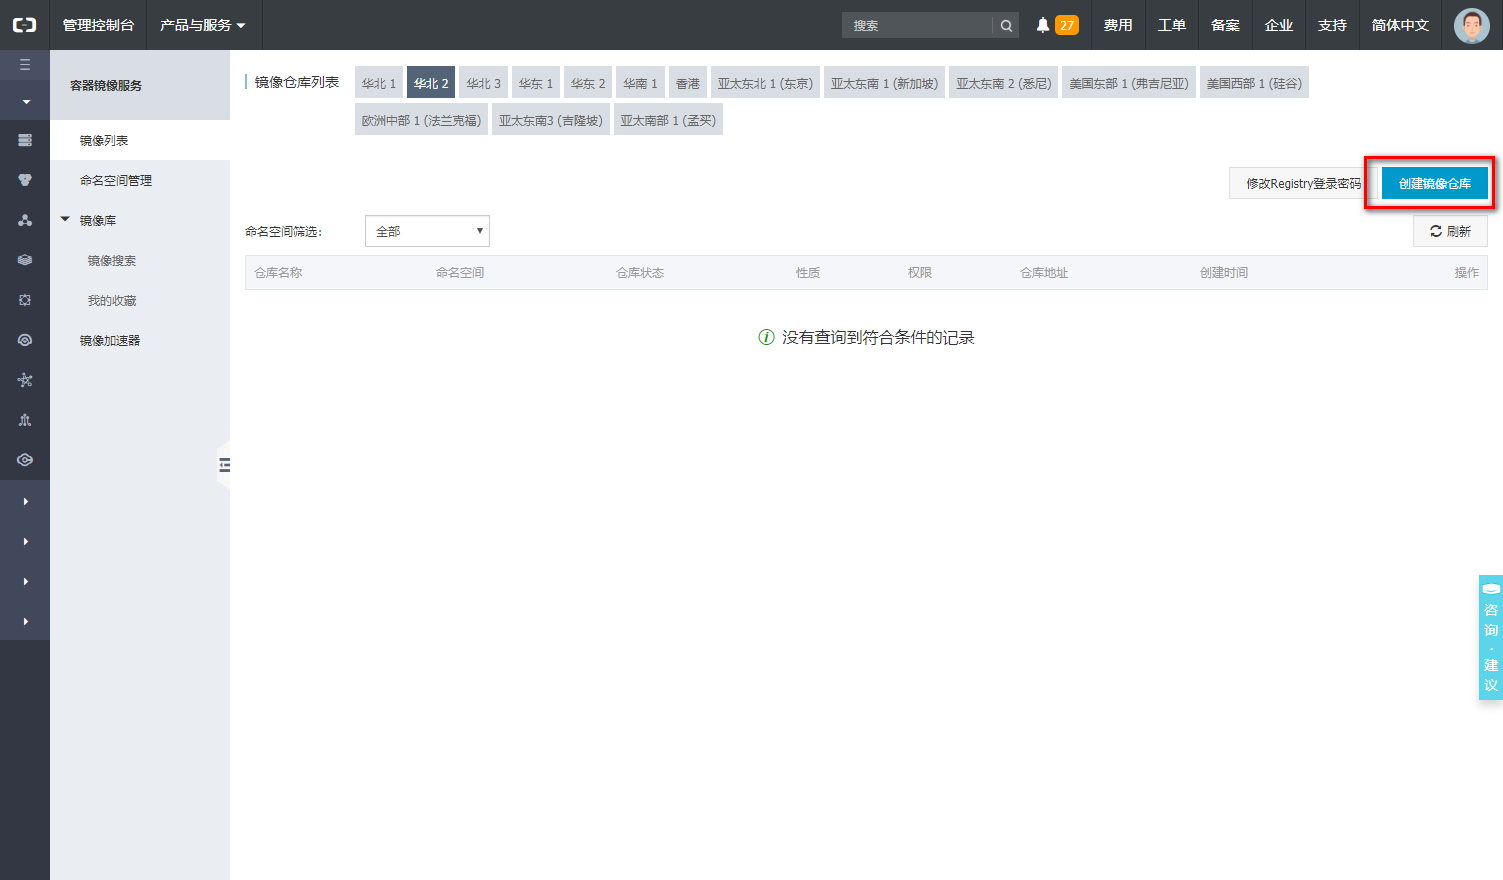 管理控制台 产品与服务 搜索 27 费用 工单 备案 企业 支持 简体中文
容器镜像服务
镜像列表
命名空间管理
镜像库
镜像搜索
我的收藏
镜像加速器
镜像仓库列表 华北 1 华北 2 华北 3 华东 1 华东 2 华南 1 香港 亚太东北 1 (东京) 亚太东南 1 (新加坡) 亚太东南 2 (悉尼) 美国东部 1 (弗吉尼亚) 美国西部 1 (硅谷)
欧洲中部 1 (法兰克福) 亚太东南3 (吉隆坡) 亚太南部 1 (孟买)
修改Registry登录密码 创建镜像仓库
命名空间筛选: 全部 刷新
仓库名称 命名空间 仓库状态 性质 权限 仓库地址 创建时间 操作
没有查询到符合条件的记录
咨
询
·
建
议